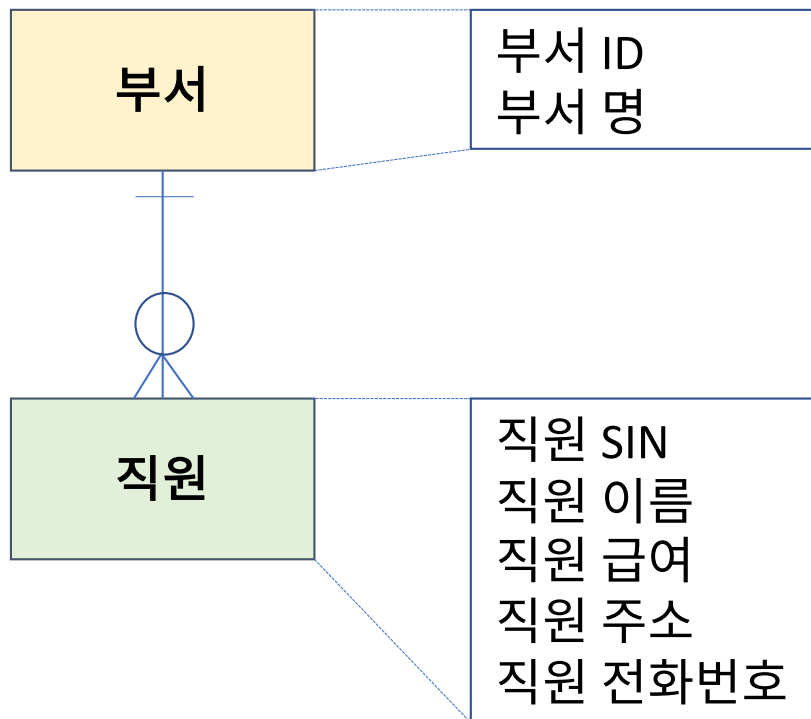 부서
부서 ID
부서 명
직원
직원 SIN
직원 이름
직원 급여
직원 주소
직원 전화번호